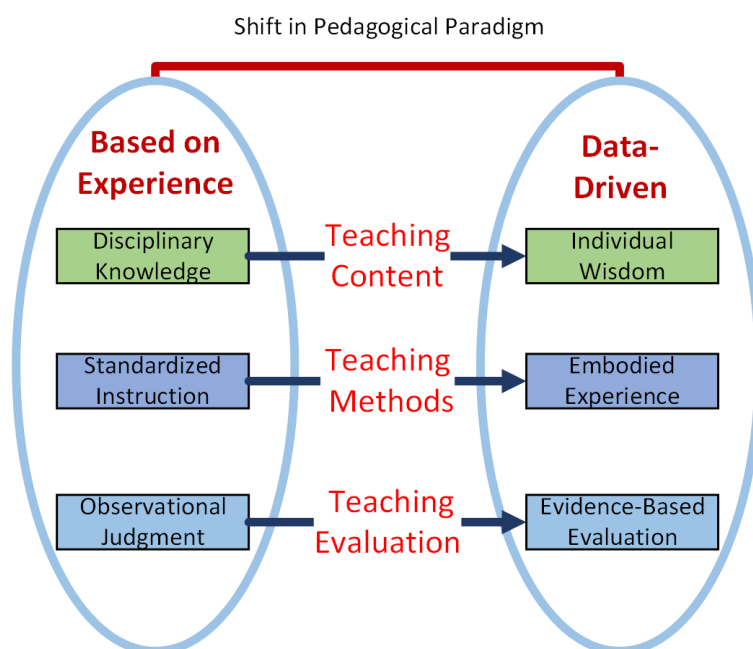 Shift in Pedagogical Paradigm
Based on
Experience
Data-
Driven
Disciplinary
Knowledge
Teaching
Content
Individual
Wisdom
Standardized
Instruction
Teaching
Methods
Embodied
Experience
Observational
Judgment
Teaching
Evaluation
Evidence-Based
Evaluation